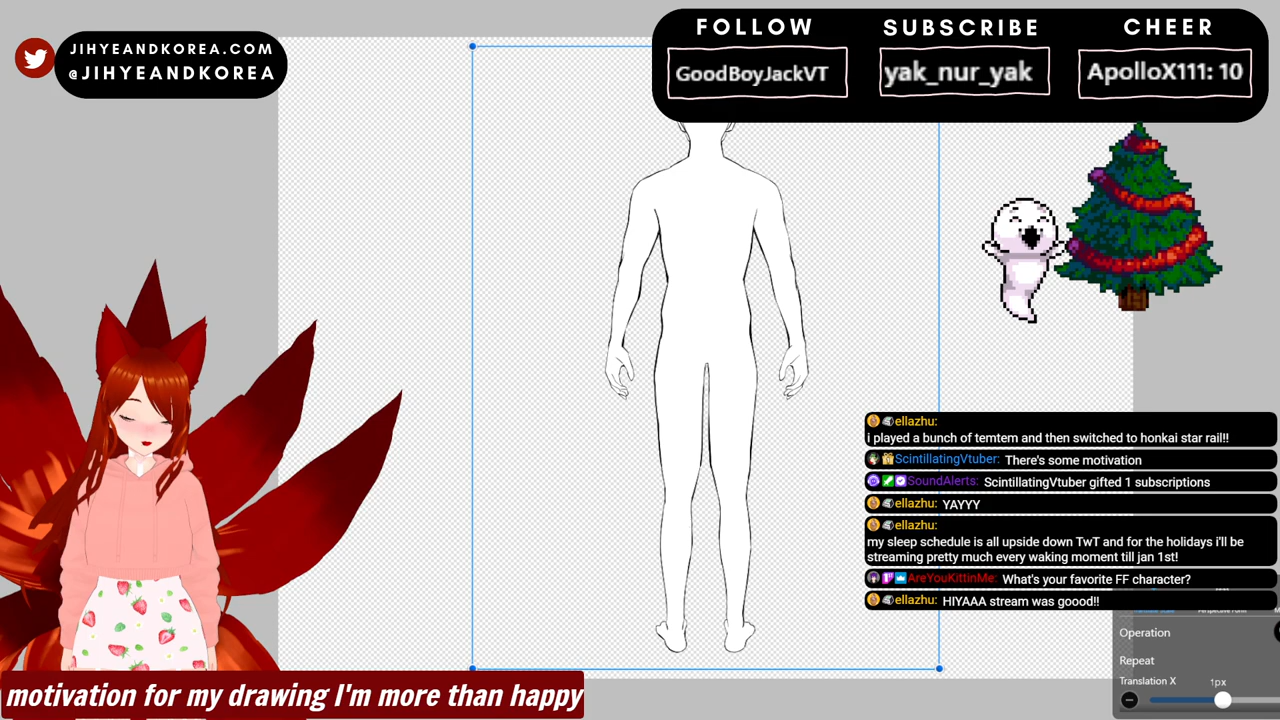 JIHYEANDKOREA.COM
@JIHYEANDKOREA
FOLLOW
GoodBoyJackVT
SUBSCRIBE
yak_nur_yak
CHEER
ApolloX111: 10
ellazhu:
i played a bunch of temtem and then switched to honkai star rail!!
ScintillatingVtuber: There's some motivation
SoundAlerts: ScintillatingVtuber gifted 1 subscriptions
ellazhu: YAYYY
ellazhu:
my sleep schedule is all upside down TwT and for the holidays i'll be
streaming pretty much every waking moment till jan 1st!
AreYouKittinMe: What's your favorite FF character?
ellazhu: HIYAAA stream was goood!!
Operation
Repeat
Translation X 1px
motivation for my drawing I'm more than happy